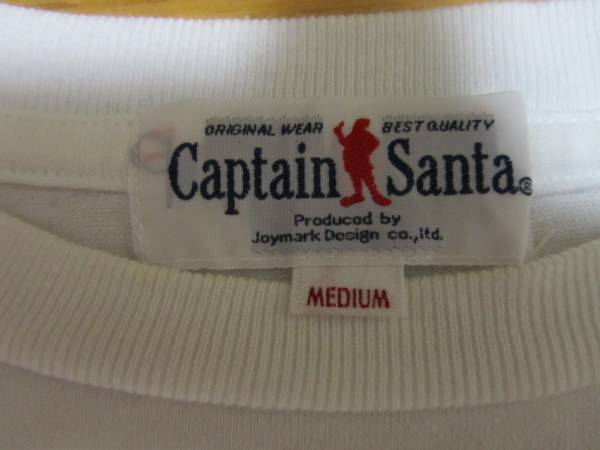 ORIGINAL WEAR BEST QUALITY
Captain Santa®
Produced by
Joymark Design co.,ltd.
MEDIUM